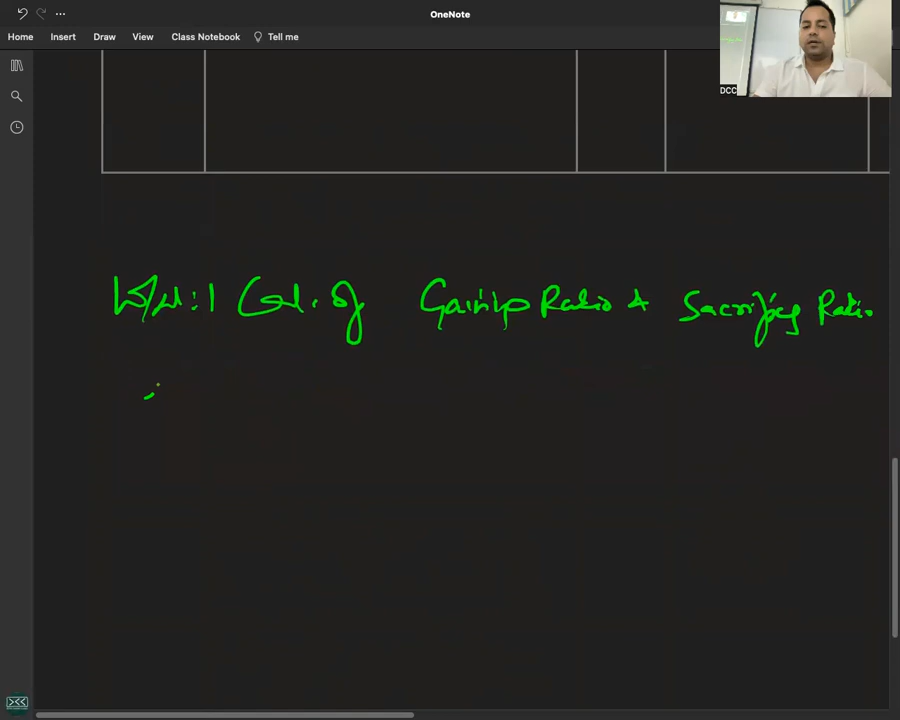 OneNote
Home Insert Draw View Class Notebook Tell me
DCC
W/N:1 Cal. of Gaining Ratio & Sacrificing Ratio